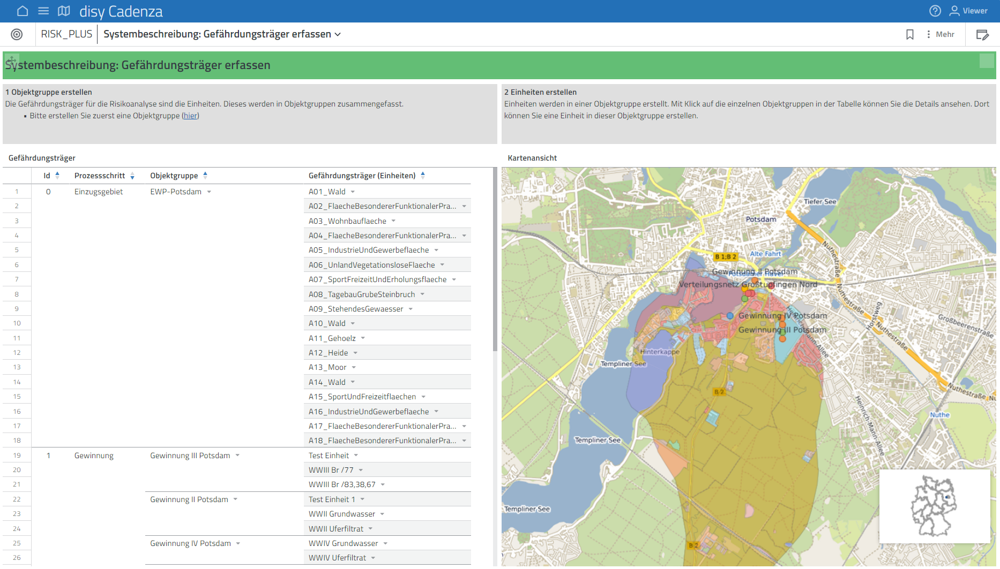 disy Cadenza
Viewer
RISK_PLUS
Systembeschreibung: Gefährdungsträger erfassen
Mehr
Systembeschreibung: Gefährdungsträger erfassen
1 Objektgruppe erstellen
Die Gefährdungsträger für die Risikoanalyse sind die Einheiten. Dieses werden in Objektgruppen zusammengefasst.
▪ Bitte erstellen Sie zuerst eine Objektgruppe (hier)
2 Einheiten erstellen
Einheiten werden in einer Objektgruppe erstellt. Mit Klick auf die einzelnen Objektgruppen in der Tabelle können Sie die Details ansehen. Dort
können Sie eine Einheit in dieser Objektgruppe erstellen.
Gefährdungsträger
Id Prozessschritt Objektgruppe Gefährdungsträger (Einheiten)
1 0 Einzugsgebiet EWP-Potsdam A01_Wald
2 A02_FlaecheBesondererFunktionalerPra...
3 A03_Wohnbauflaeche
4 A04_FlaecheBesondererFunktionalerPra...
5 A05_IndustrieUndGewerbeflaeche
6 A06_UnlandVegetationsloseFlaeche
7 A07_SportFreizeitUndErholungsflaeche
8 A08_TagebauGrubeSteinbruch
9 A09_StehendesGewaesser
10 A10_Wald
11 A11_Gehoelz
12 A12_Heide
13 A13_Moor
14 A14_Wald
15 A15_SportUndFreizeitflaechen
16 A16_IndustrieUndGewerbeflaeche
17 A17_FlaecheBesondererFunktionalerPra...
18 A18_FlaecheBesondererFunktionalerPra...
19 1 Gewinnung Gewinnung III Potsdam Test Einheit
20 WWIII Br /77
21 WWIII Br /83,38,67
22 Gewinnung II Potsdam Test Einheit 1
23 WWII Grundwasser
24 WWII Uferfiltrat
25 Gewinnung IV Potsdam WWIV Grundwasser
26 WWIV Uferfiltrat
Kartenansicht
Tiefer See
Potsdam
Nuthestraße
Alte Fahrt
B 1;B 2
Gewinnung II Potsdam
Potsdamer Havel
Verteilungsnetz Großtupfingen Nord
Nuthestraße
Horstweg
Großbeerenstraße
Gewinnung IV Potsdam
Nuthestraße
Gewinnung III Potsdam
Heinrich-Mann-Allee
Hinterkappe
Templiner See
B 2
Nuthestraße
Nu
Heinrich-Mann-Allee
Nuthe
Templiner See
Templiner See
B 2